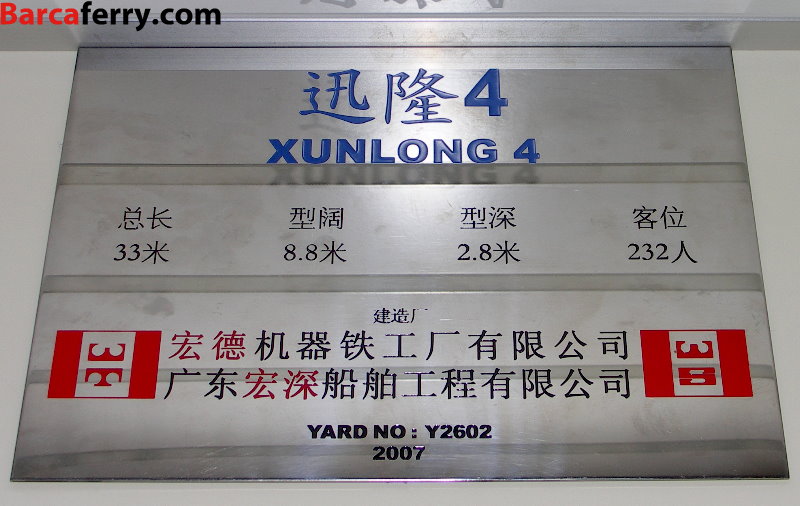 Barcaferry.com
迅隆4
XUNLONG 4
总长 型阔 型深 客位
33米 8.8米 2.8米 232人
建造厂
宏德机器铁工厂有限公司
广东宏深船舶工程有限公司
YARD NO : Y2602
2007